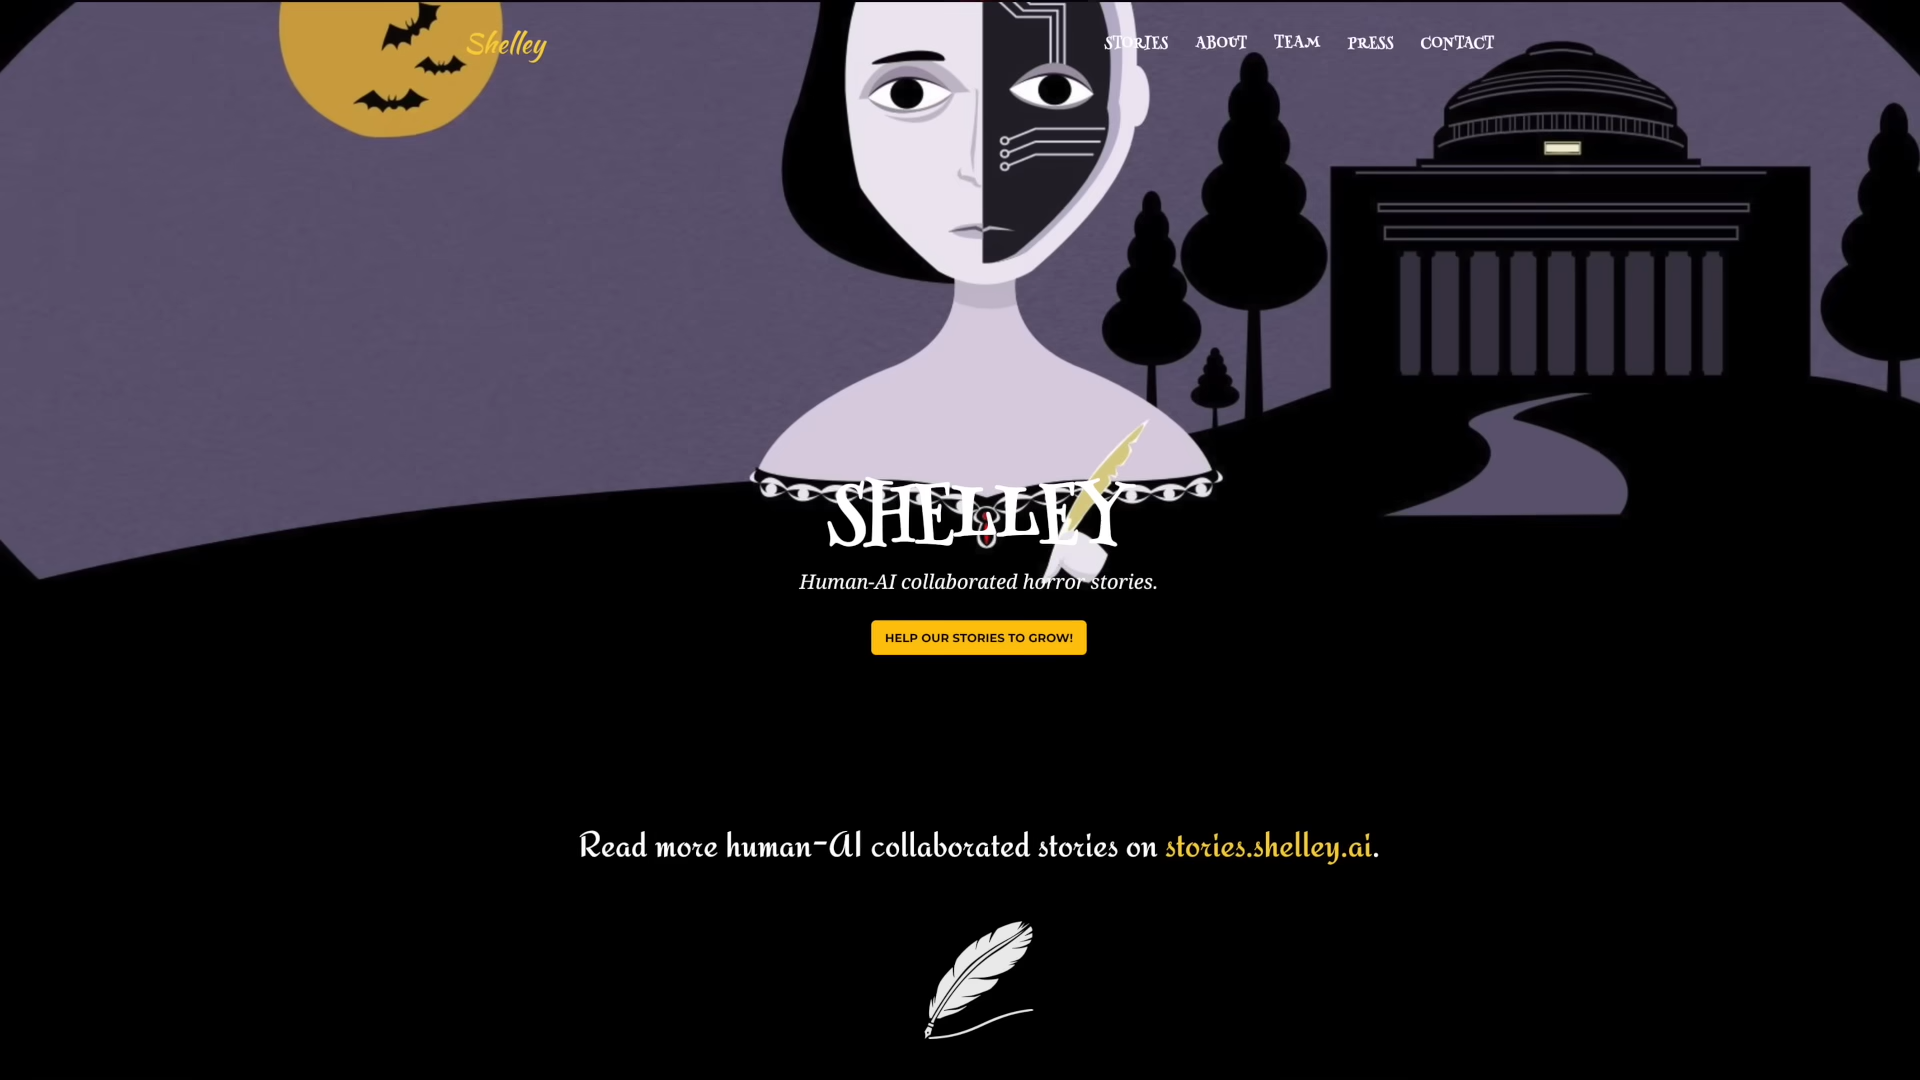 Shelley
STORIES ABOUT TEAM PRESS CONTACT
SHELLEY
Human-AI collaborated horror stories.
HELP OUR STORIES TO GROW!
Read more human-AI collaborated stories on stories.shelley.ai.